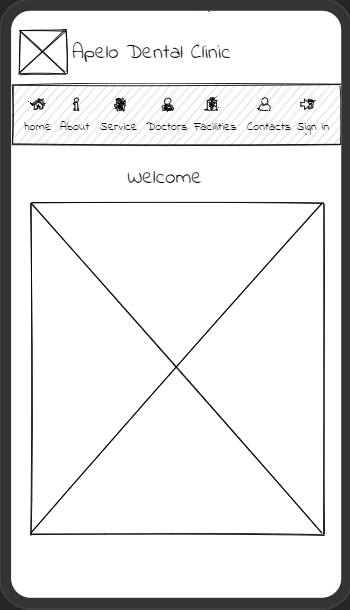 Apelo Dental Clinic
home About Service Doctors Facilities Contacts Sign in
Welcome